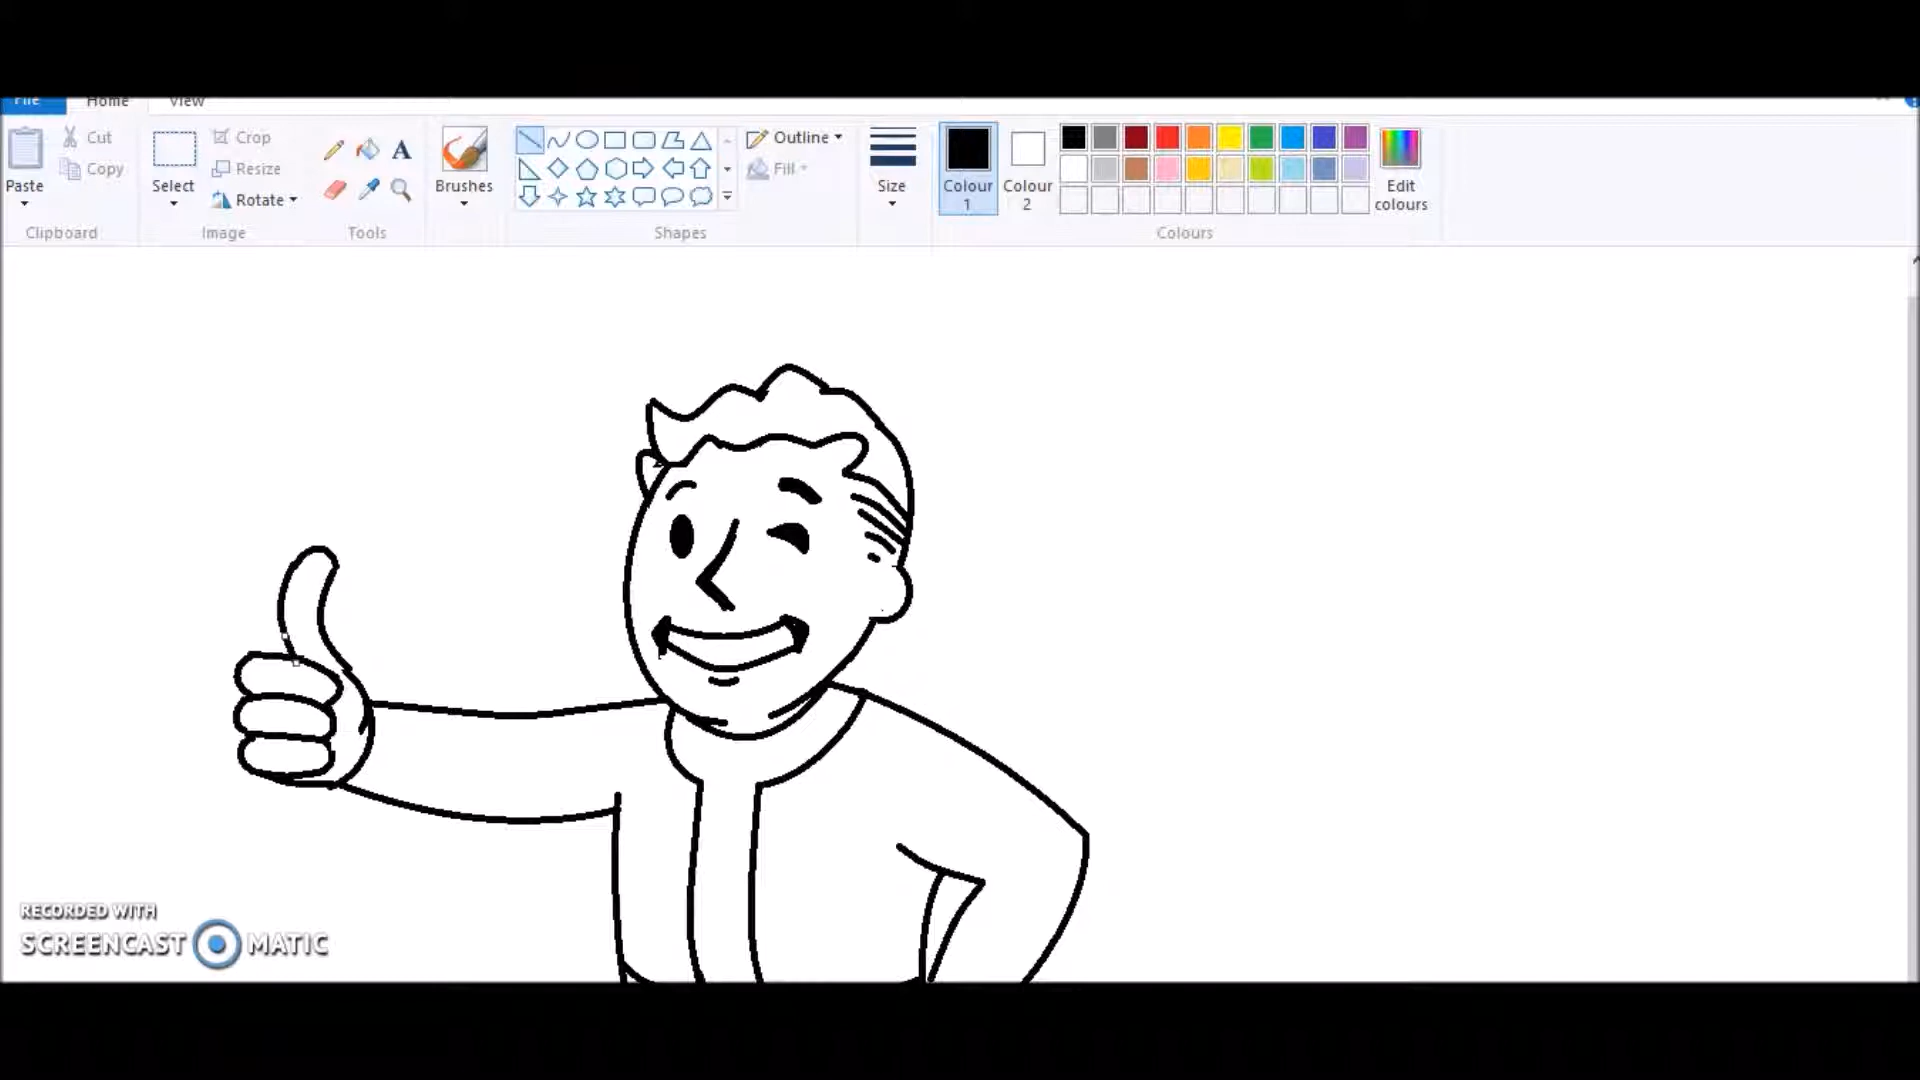 File Home View
Cut
Copy
Paste
Clipboard
Select
Crop
Resize
Rotate
Image
A
Tools
Brushes
Shapes
Outline
Fill
Size
Colour 1
Colour 2
Edit colours
Colours
RECORDED WITH
SCREENCAST MATIC